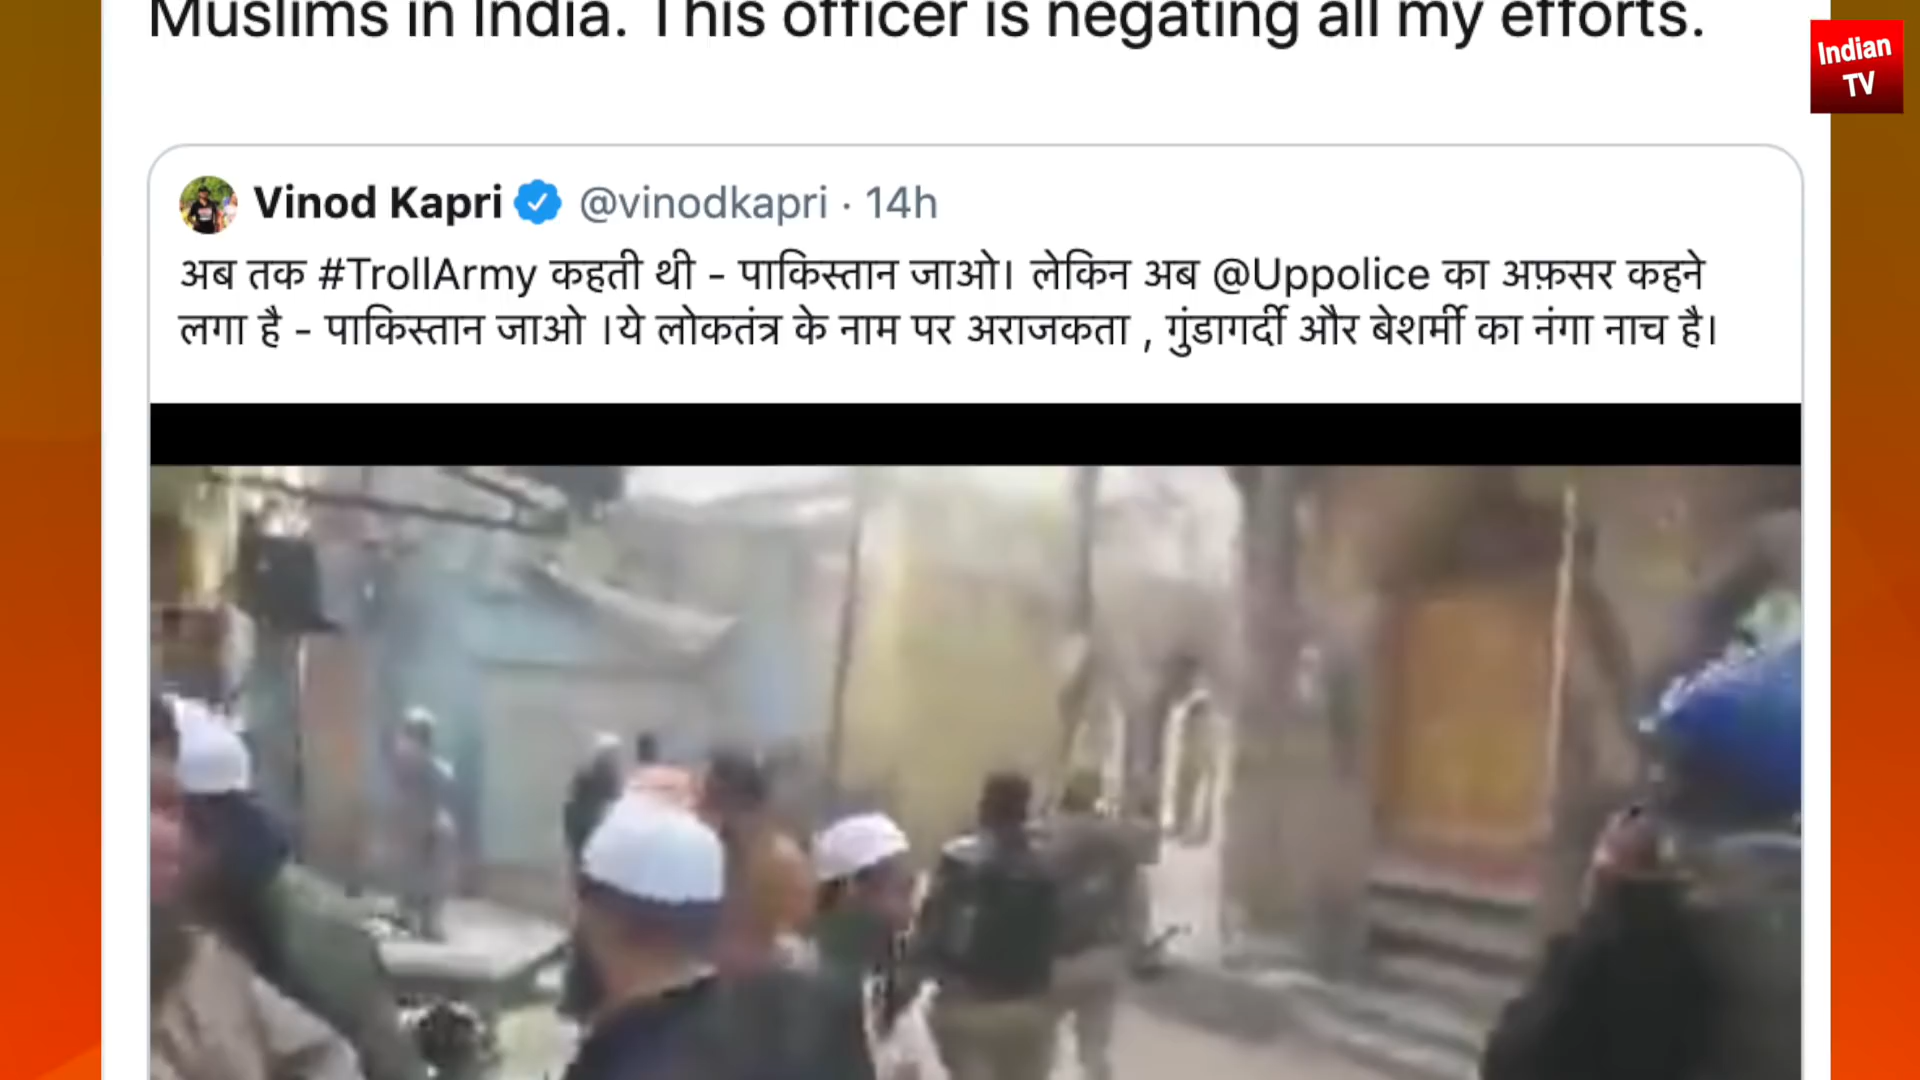 Muslims in India. This officer is negating all my efforts.
Indian
TV
Vinod Kapri @vinodkapri · 14h
अब तक #TrollArmy कहती थी - पाकिस्तान जाओ। लेकिन अब @Uppolice का अफ़सर कहने
लगा है - पाकिस्तान जाओ ।ये लोकतंत्र के नाम पर अराजकता , गुंडागर्दी और बेशर्मी का नंगा नाच है।